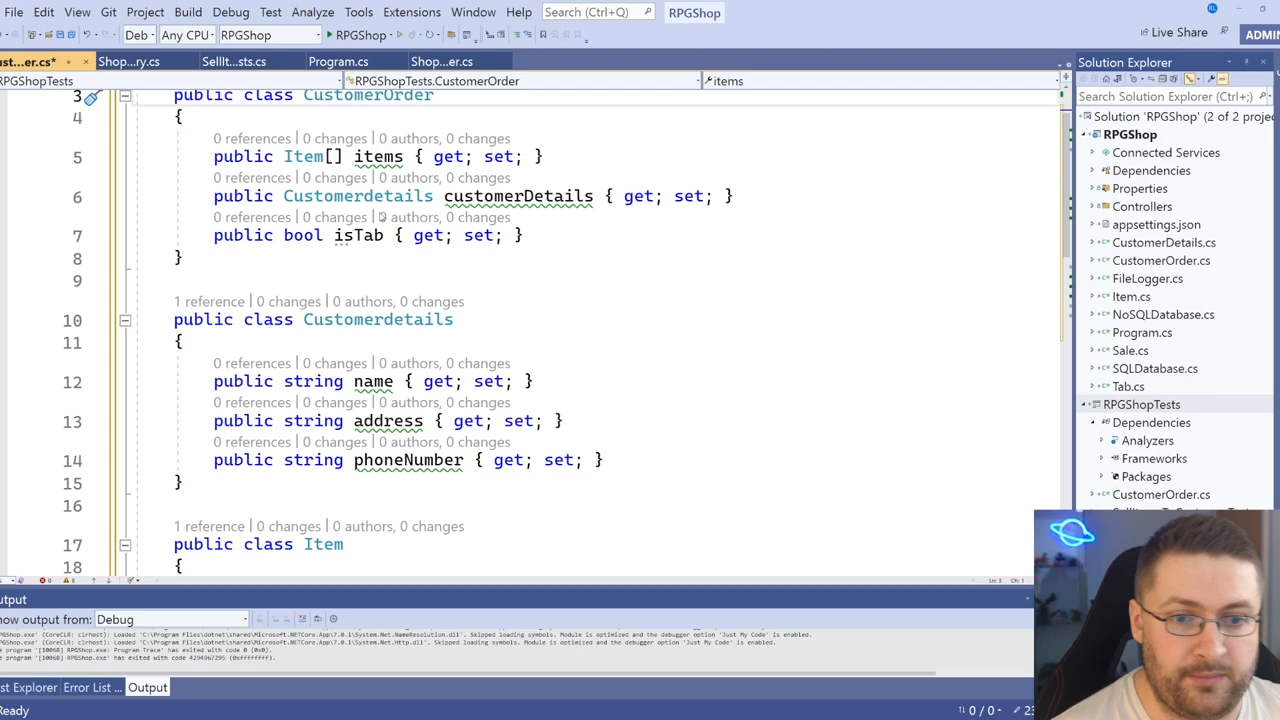 File Edit View Git Project Build Debug Test Analyze Tools Extensions Window Help Search (Ctrl+Q) RPGShop
Deb Any CPU RPGShop RPGShop Live Share ADMIN
ust...er.cs* Shop...ry.cs SellIt...sts.cs Program.cs Shop...er.cs
RPGShopTests RPGShopTests.CustomerOrder items
3 public class CustomerOrder
4 {
0 references | 0 changes | 0 authors, 0 changes
5 public Item[] items { get; set; }
0 references | 0 changes | 0 authors, 0 changes
6 public Customerdetails customerDetails { get; set; }
0 references | 0 changes | 0 authors, 0 changes
7 public bool isTab { get; set; }
8 }
9
1 reference | 0 changes | 0 authors, 0 changes
10 public class Customerdetails
11 {
0 references | 0 changes | 0 authors, 0 changes
12 public string name { get; set; }
0 references | 0 changes | 0 authors, 0 changes
13 public string address { get; set; }
0 references | 0 changes | 0 authors, 0 changes
14 public string phoneNumber { get; set; }
15 }
16
1 reference | 0 changes | 0 authors, 0 changes
17 public class Item
18 {
Ln: 3 Ch: 1
Solution Explorer
Search Solution Explorer (Ctrl+;)
Solution 'RPGShop' (2 of 2 projec
RPGShop
Connected Services
Dependencies
Properties
Controllers
appsettings.json
CustomerDetails.cs
CustomerOrder.cs
FileLogger.cs
Item.cs
NoSQLDatabase.cs
Program.cs
Sale.cs
SQLDatabase.cs
Tab.cs
RPGShopTests
Dependencies
Analyzers
Frameworks
Packages
CustomerOrder.cs
utput
how output from: Debug
PGShop.exe' (CoreCLR: clrhost): Loaded 'C:\Program Files\dotnet\shared\Microsoft.NETCore.App\7.0.1\System.Net.NameResolution.dll'. Skipped loading symbols. Module is optimized and the debugger option 'Just My Code' is enabled.
PGShop.exe' (CoreCLR: clrhost): Loaded 'C:\Program Files\dotnet\shared\Microsoft.NETCore.App\7.0.1\System.Net.Http.dll'. Skipped loading symbols. Module is optimized and the debugger option 'Just My Code' is enabled.
e program '[10068] RPGShop.exe: Program Trace' has exited with code 0 (0x0).
e program '[10068] RPGShop.exe' has exited with code 4294967295 (0xffffffff).
st Explorer Error List ... Output
Ready 0 / 0 23